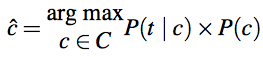 ĉ = arg max P(t | c) × P(c)
c ∈ C